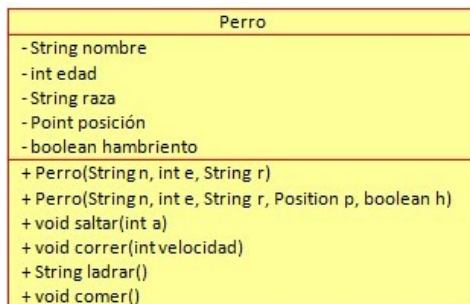 Perro
- String nombre
- int edad
- String raza
- Point posición
- boolean hambriento
+ Perro(String n, int e, String r)
+ Perro(String n, int e, String r, Position p, boolean h)
+ void saltar(int a)
+ void correr(int velocidad)
+ String ladrar()
+ void comer()